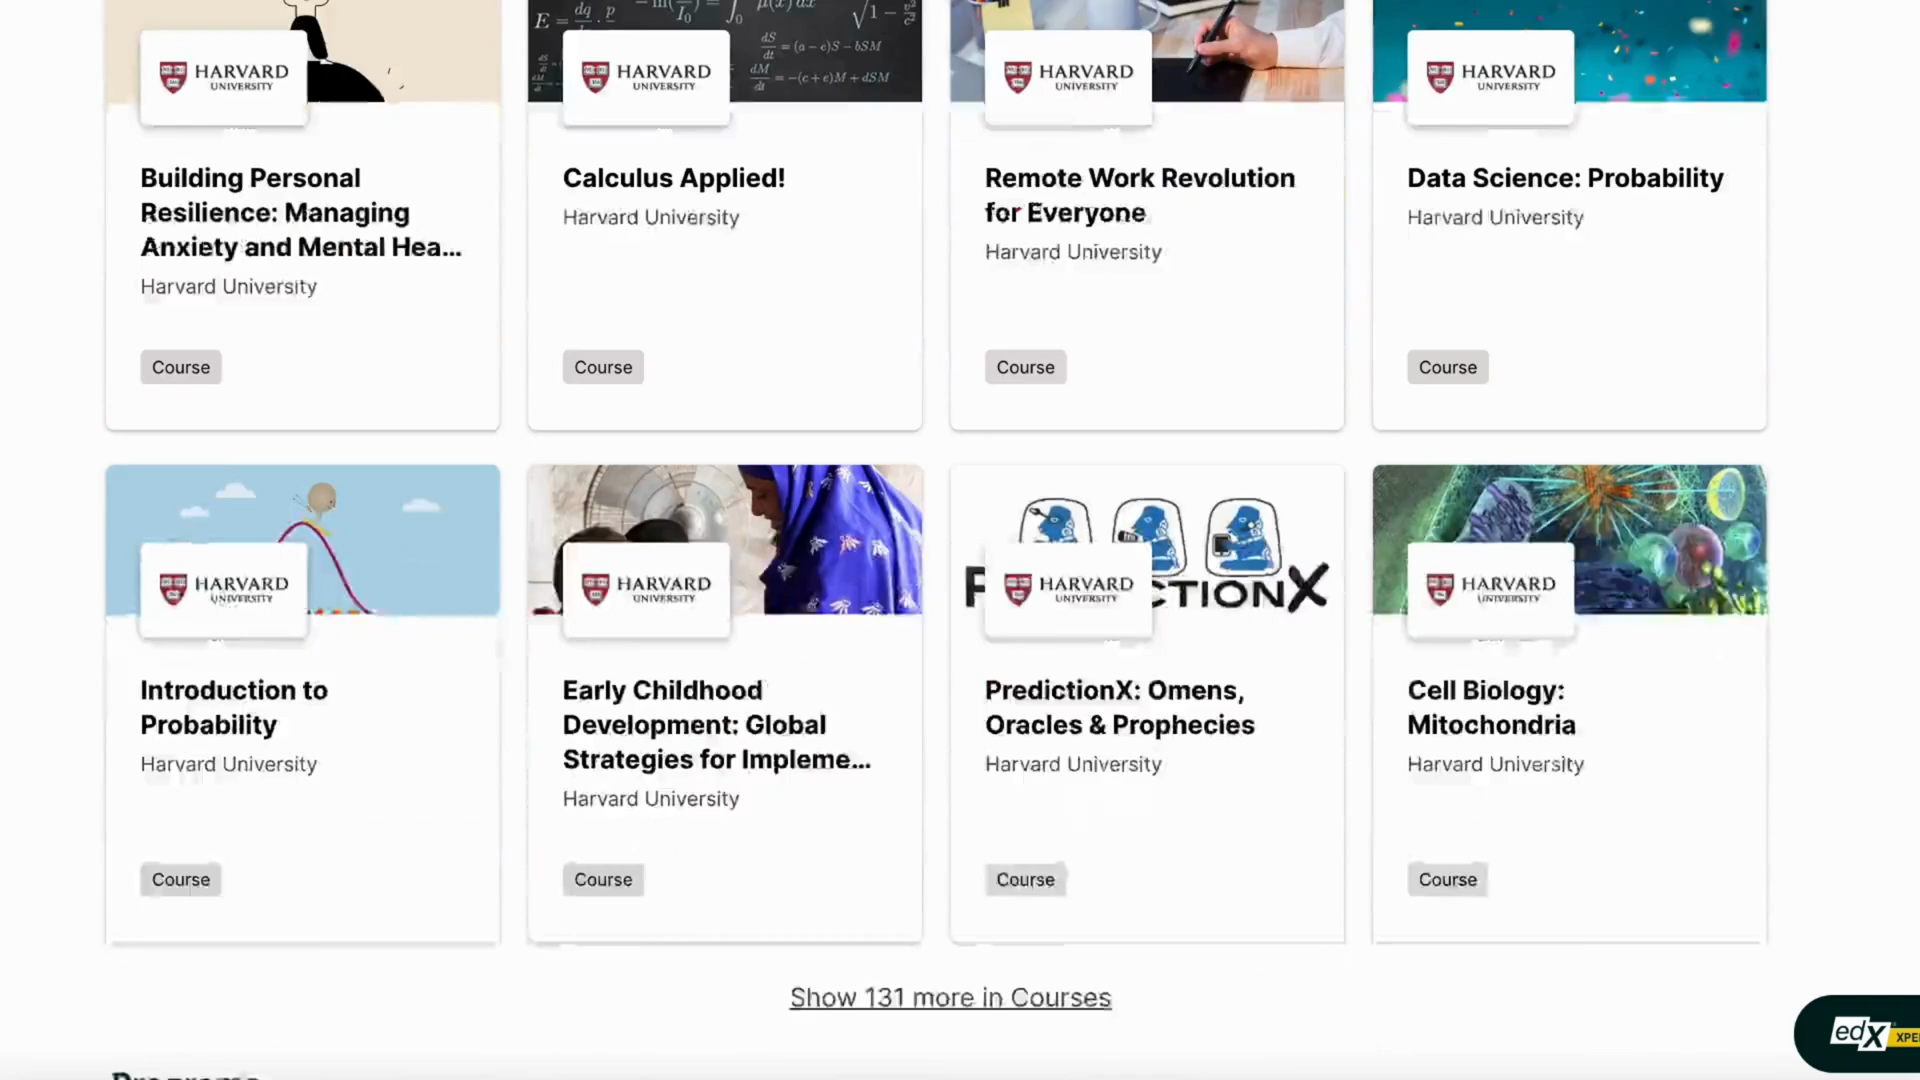 HARVARD
UNIVERSITY
HARVARD
UNIVERSITY
HARVARD
UNIVERSITY
HARVARD
UNIVERSITY
Building Personal
Resilience: Managing
Anxiety and Mental Hea...
Harvard University
Course
Calculus Applied!
Harvard University
Course
Remote Work Revolution
for Everyone
Harvard University
Course
Data Science: Probability
Harvard University
Course
HARVARD
UNIVERSITY
HARVARD
UNIVERSITY
HARVARD
UNIVERSITY
CTIONX
HARVARD
UNIVERSITY
Introduction to
Probability
Harvard University
Course
Early Childhood
Development: Global
Strategies for Impleme...
Harvard University
Course
PredictionX: Omens,
Oracles & Prophecies
Harvard University
Course
Cell Biology:
Mitochondria
Harvard University
Course
Show 131 more in Courses
edX XPE